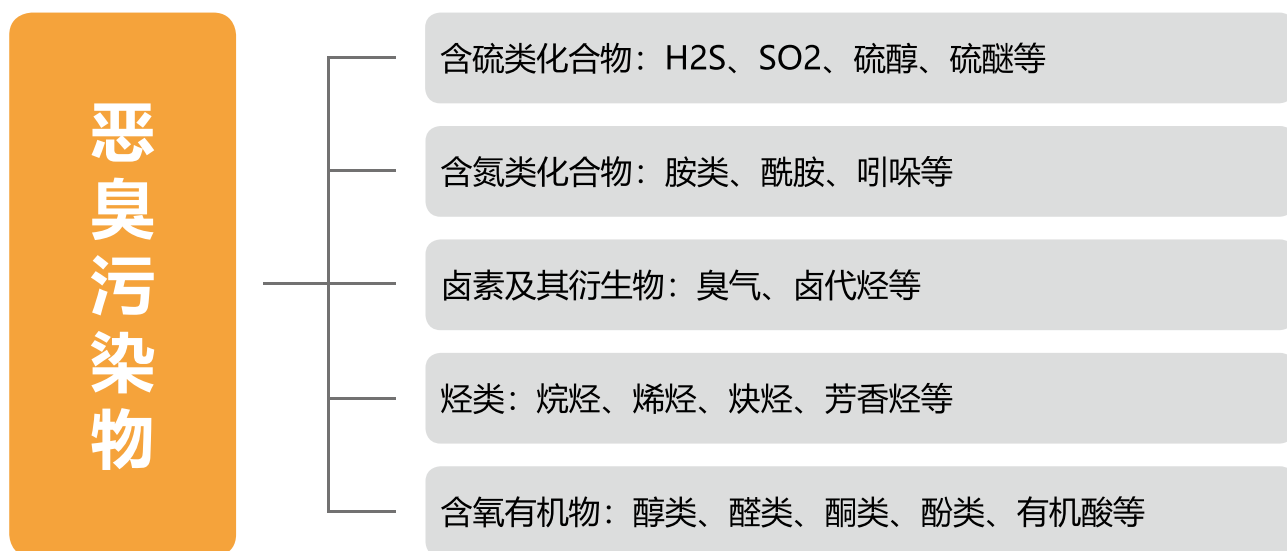 恶臭污染物
含硫类化合物：H2S、SO2、硫醇、硫醚等
含氮类化合物：胺类、酰胺、吲哚等
卤素及其衍生物：臭气、卤代烃等
烃类：烷烃、烯烃、炔烃、芳香烃等
含氧有机物：醇类、醛类、酮类、酚类、有机酸等